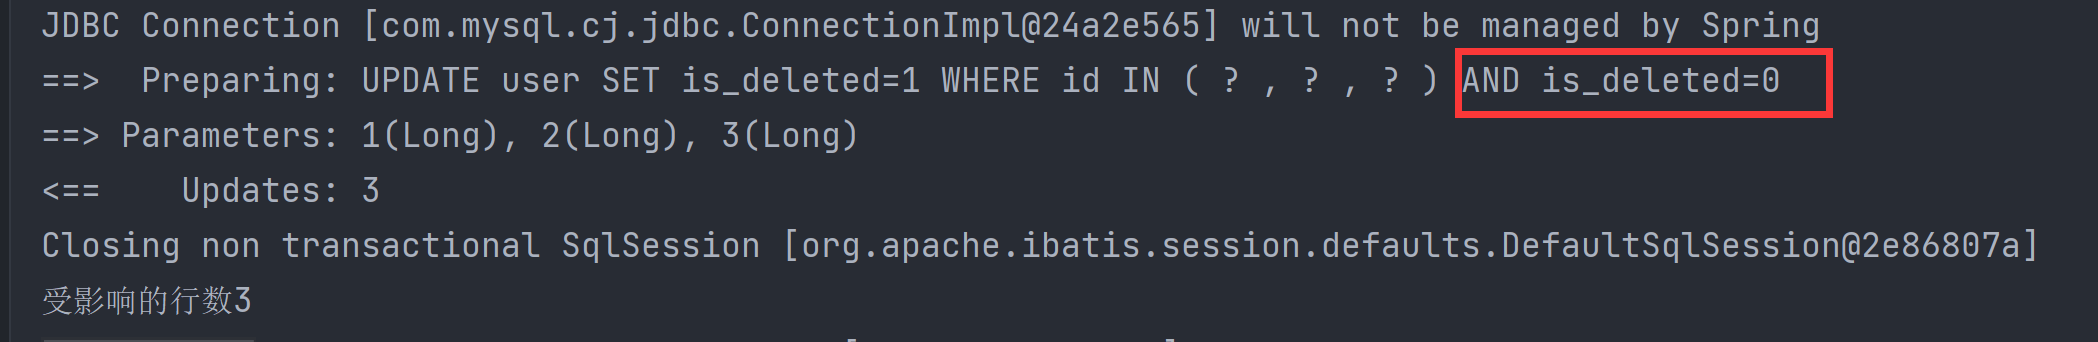 JDBC Connection [com.mysql.cj.jdbc.ConnectionImpl@24a2e565] will not be managed by Spring
==>  Preparing: UPDATE user SET is_deleted=1 WHERE id IN ( ? , ? , ? ) AND is_deleted=0
==> Parameters: 1(Long), 2(Long), 3(Long)
<==    Updates: 3
Closing non transactional SqlSession [org.apache.ibatis.session.defaults.DefaultSqlSession@2e86807a]
受影响的行数3